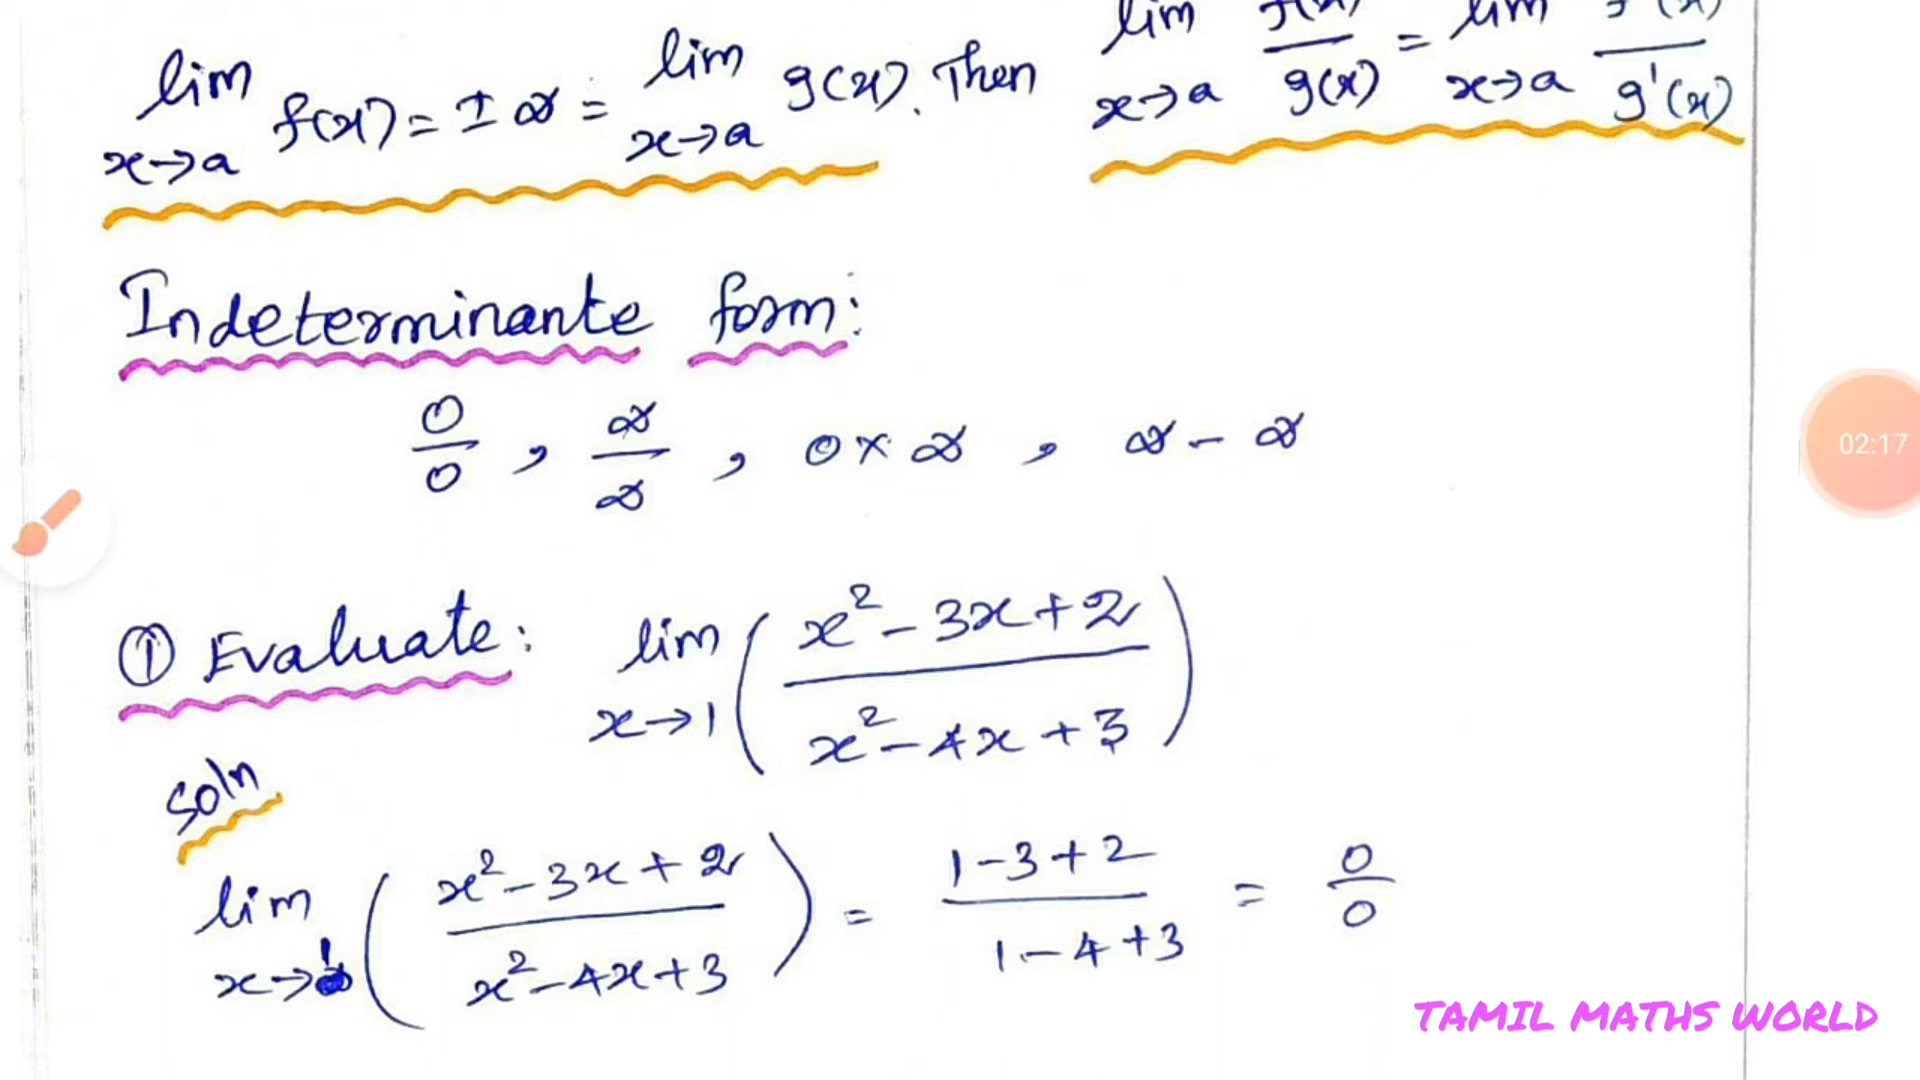 lim x→a f(x) = ± ∞ = lim x→a g(x). Then lim x→a f(x)/g(x) = lim x→a f'(x)/g'(x)
Indeterminante form:
0/0 , ∞/∞ , 0 × ∞ , ∞ - ∞
① Evaluate: lim x→1 ( x² - 3x + 2 / x² - 4x + 3 )
Soln
lim x→1 ( x² - 3x + 2 / x² - 4x + 3 ) = 1 - 3 + 2 / 1 - 4 + 3 = 0/0
02:17
TAMIL MATHS WORLD